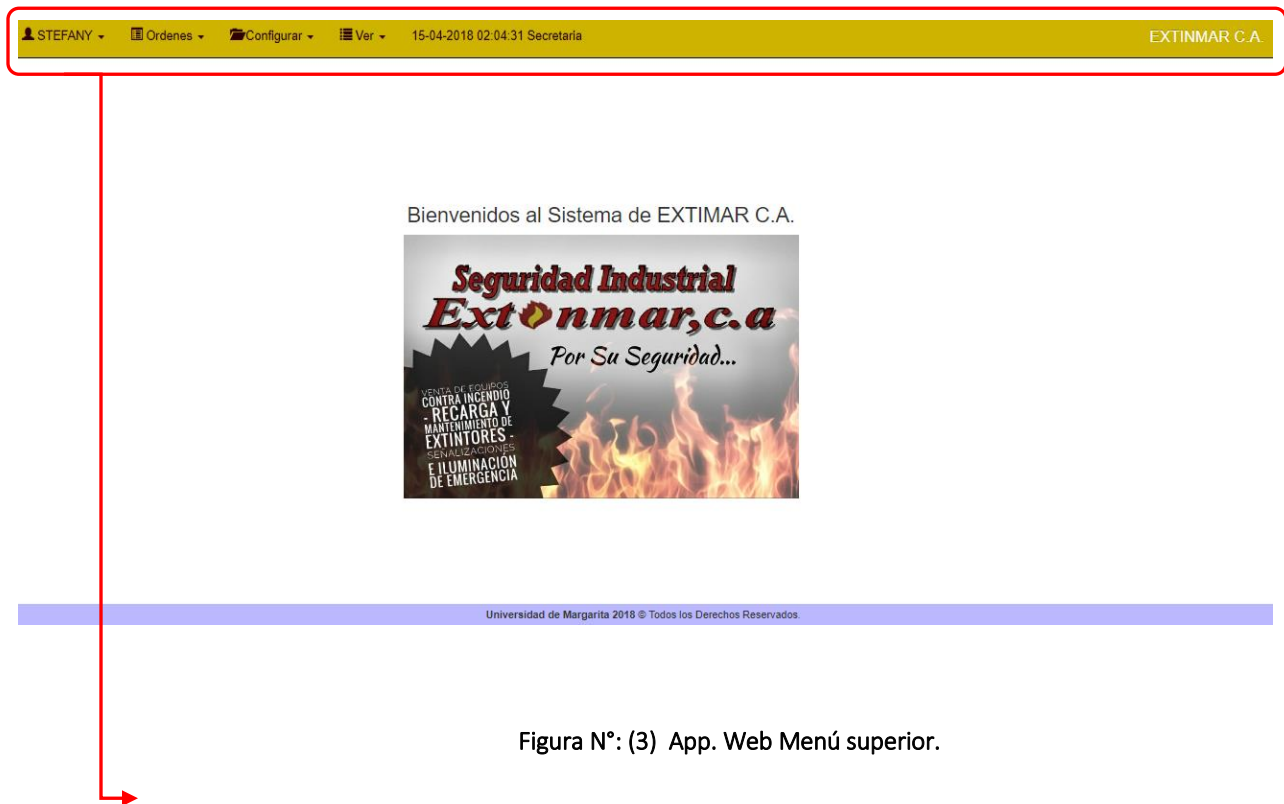 STEFANY Ordenes Configurar Ver 15-04-2018 02:04:31 Secretaria EXTINMAR C.A.
Bienvenidos al Sistema de EXTIMAR C.A.
Seguridad Industrial
Ext nmar,c.a
Por Su Seguridad...
VENTA DE EQUIPOS
CONTRA INCENDIO
- RECARGA Y
MANTENIMIENTO DE
EXTINTORES -
SEÑALIZACIONES
E ILUMINACIÓN
DE EMERGENCIA
Universidad de Margarita 2018 © Todos los Derechos Reservados.
Figura N°: (3) App. Web Menú superior.